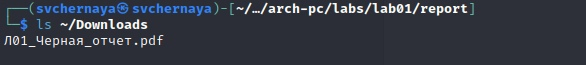 ┌──(svchernaya㉿svchernaya)-[~/…/arch-pc/labs/lab01/report]
└─$ ls ~/Downloads
Л01_Черная_отчет.pdf